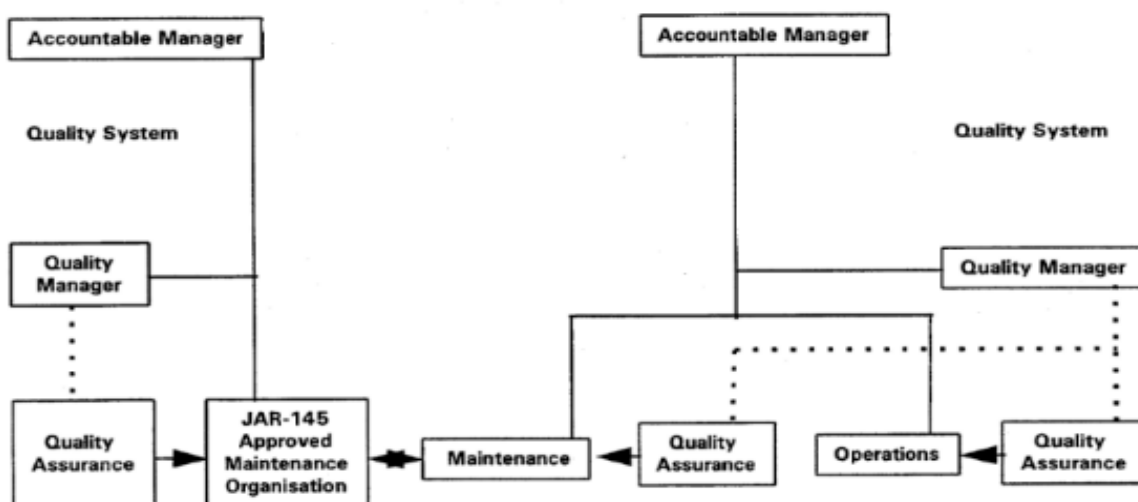 Accountable Manager
Accountable Manager
Quality System
Quality System
Quality
Manager
Quality Manager
Quality
Assurance
JAR-145
Approved
Maintenance
Organisation
Maintenance
Quality
Assurance
Operations
Quality
Assurance